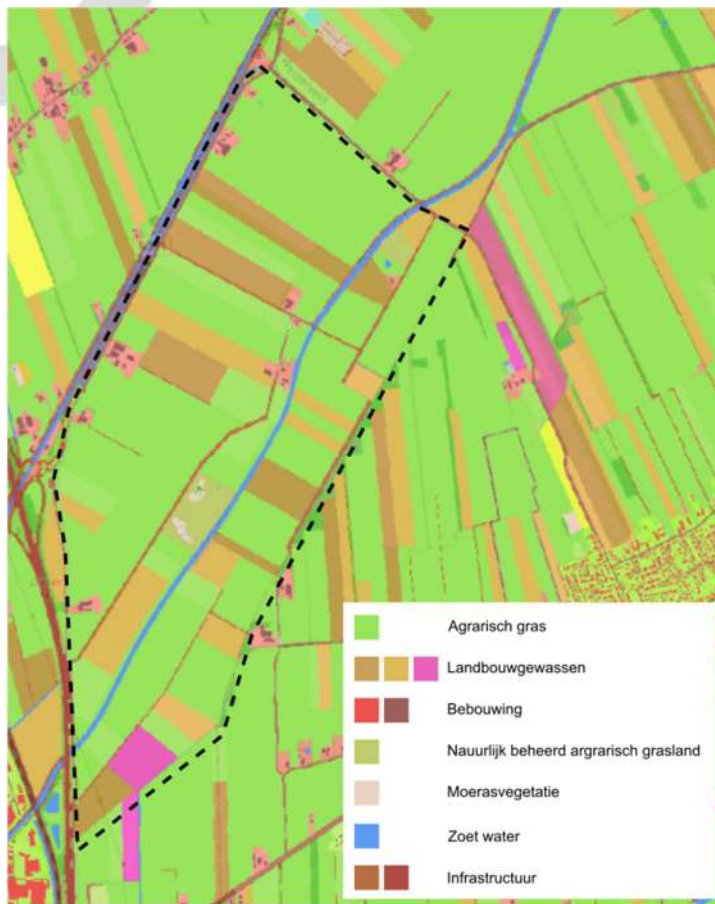 Agrarisch gras
Landbouwgewassen
Bebouwing
Nauurlijk beheerd argrarisch grasland
Moerasvegetatie
Zoet water
Infrastructuur